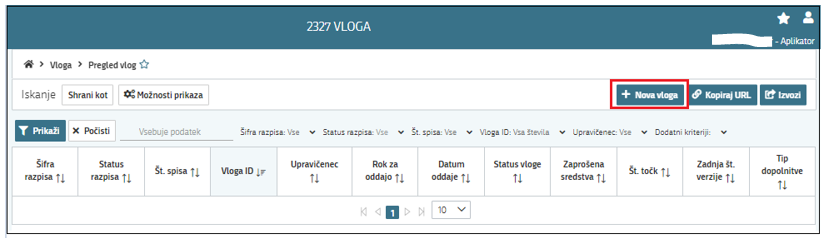 2327 VLOGA
- Aplikator
> Vloga > Pregled vlog
Iskanje Shrani kot Možnosti prikaza + Nova vloga Kopiraj URL Izvozi
Prikaži × Počisti Vsebuje podatek Šifra razpisa: Vse Status razpisa: Vse Št. spisa: Vse Vloga ID: Vsa števila Upravičenec: Vse Dodatni kriteriji:
Šifra razpisa ↑↓ Status razpisa ↑↓ Št. spisa ↑↓ Vloga ID Upravičenec ↑↓ Rok za oddajo ↑↓ Datum oddaje ↑↓ Status vloge ↑↓ Zaprošena sredstva ↑↓ Št. točk ↑↓ Zadnja št. verzije ↑↓ Tip dopolnitve ↑↓
1 10